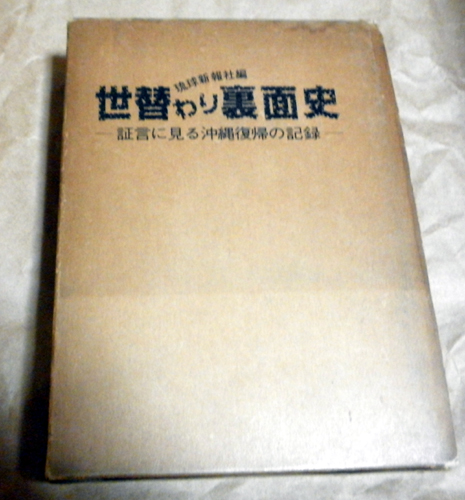 琉球新報社編
世替わり裏面史
―証言に見る沖縄復帰の記録―